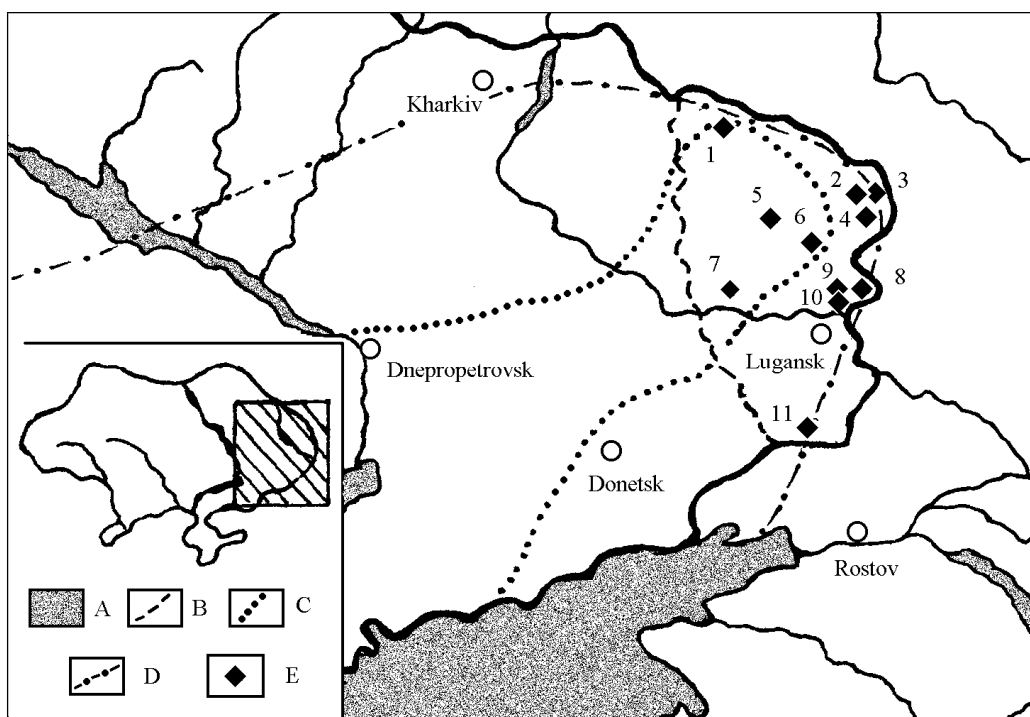 Kharkiv
1
2
3
4
5
6
7
8
9
10
Lugansk
Dnepropetrovsk
11
Donetsk
Rostov
A
B
C
D
E